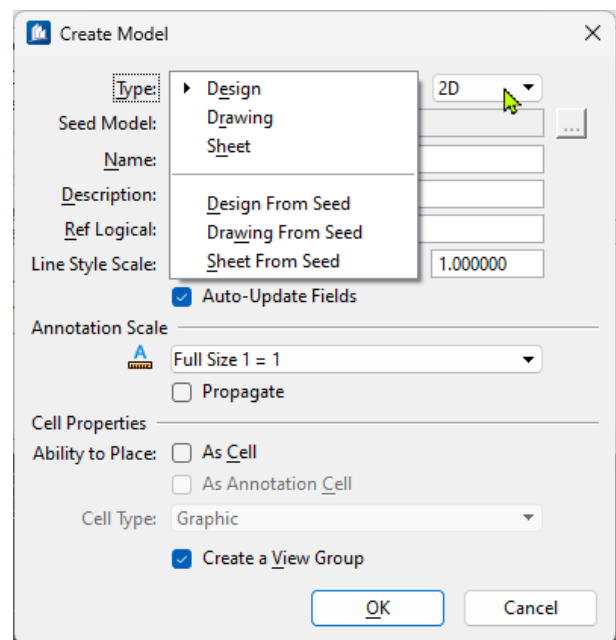 Create Model
Type: Design 2D
Drawing
Seed Model: ...
Sheet
Name:
Description: Design From Seed
Ref Logical: Drawing From Seed
Line Style Scale: Sheet From Seed 1.000000
Auto-Update Fields
Annotation Scale
A Full Size 1 = 1
Propagate
Cell Properties
Ability to Place: As Cell
As Annotation Cell
Cell Type: Graphic
Create a View Group
OK Cancel